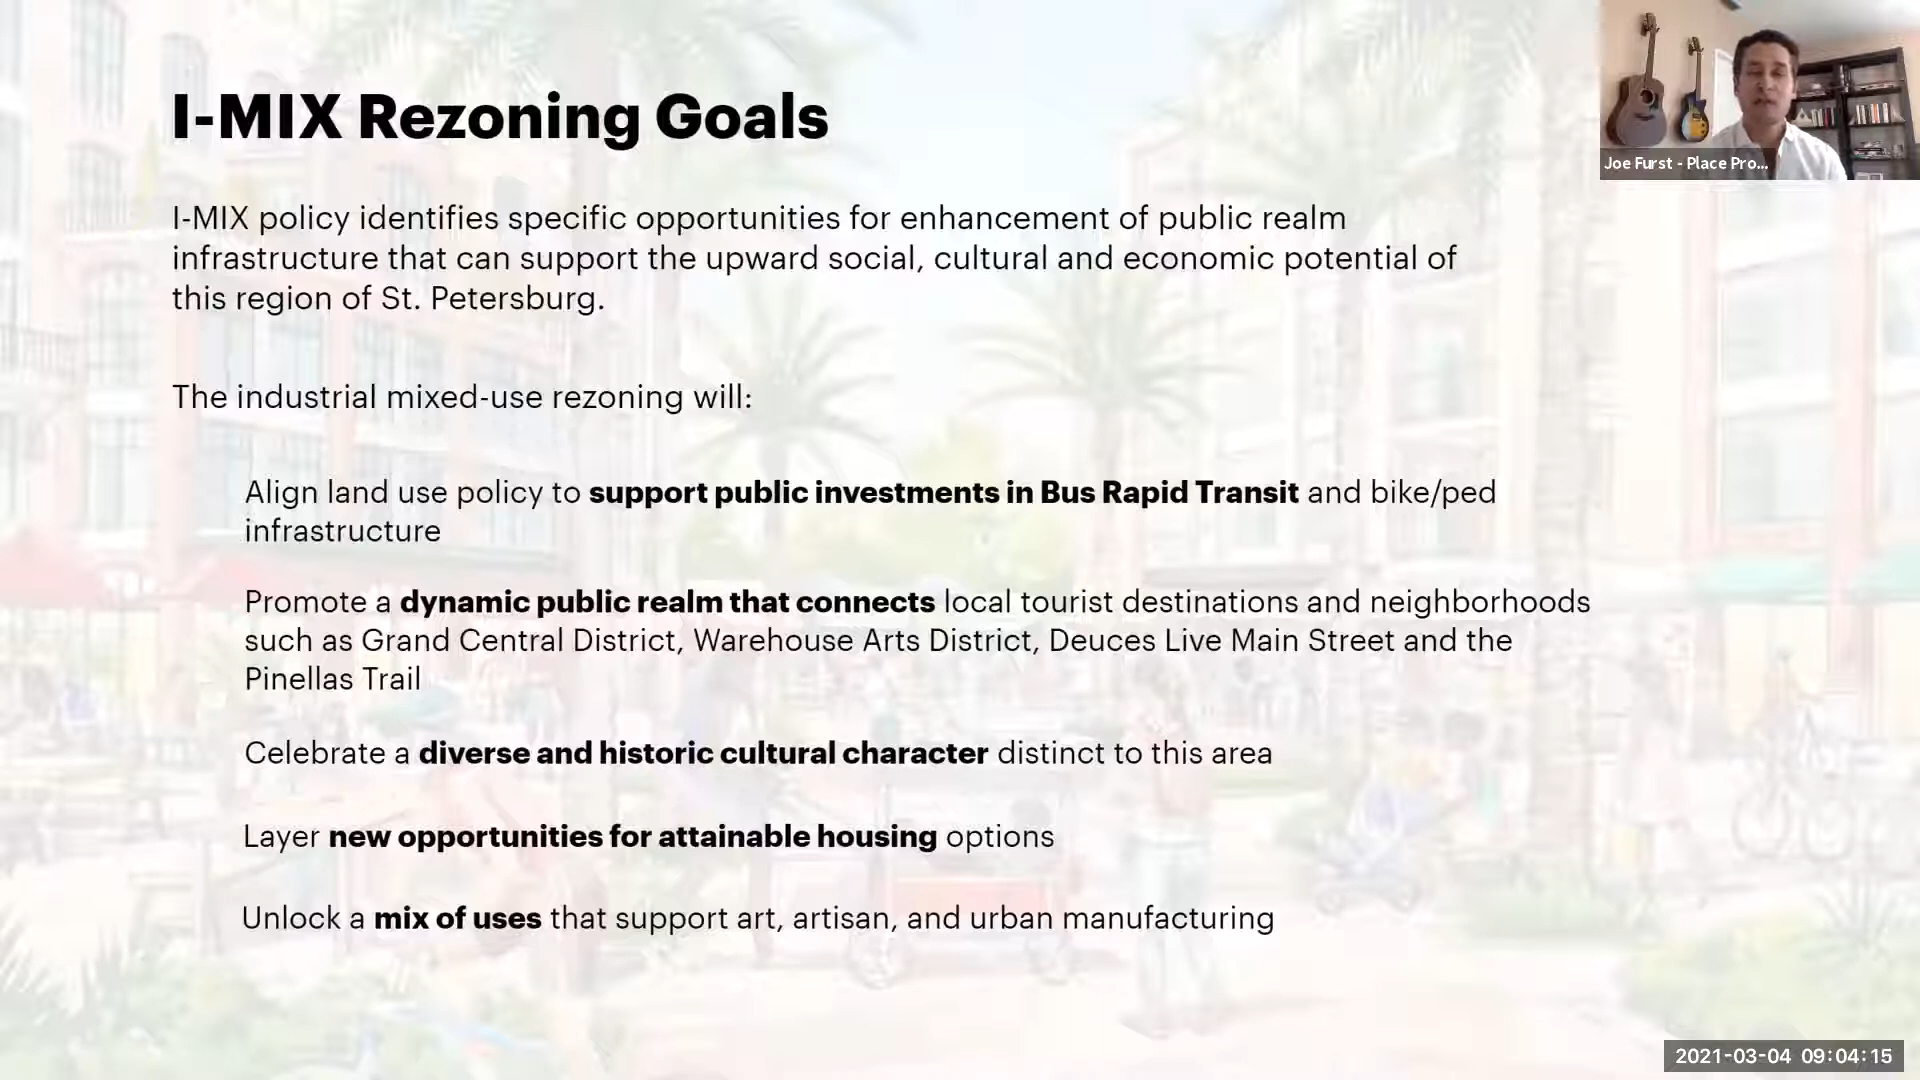 I-MIX Rezoning Goals
Joe Furst - Place Pro...
I-MIX policy identifies specific opportunities for enhancement of public realm
infrastructure that can support the upward social, cultural and economic potential of
this region of St. Petersburg.
The industrial mixed-use rezoning will:
Align land use policy to support public investments in Bus Rapid Transit and bike/ped
infrastructure
Promote a dynamic public realm that connects local tourist destinations and neighborhoods
such as Grand Central District, Warehouse Arts District, Deuces Live Main Street and the
Pinellas Trail
Celebrate a diverse and historic cultural character distinct to this area
Layer new opportunities for attainable housing options
Unlock a mix of uses that support art, artisan, and urban manufacturing
2021-03-04 09:04:15